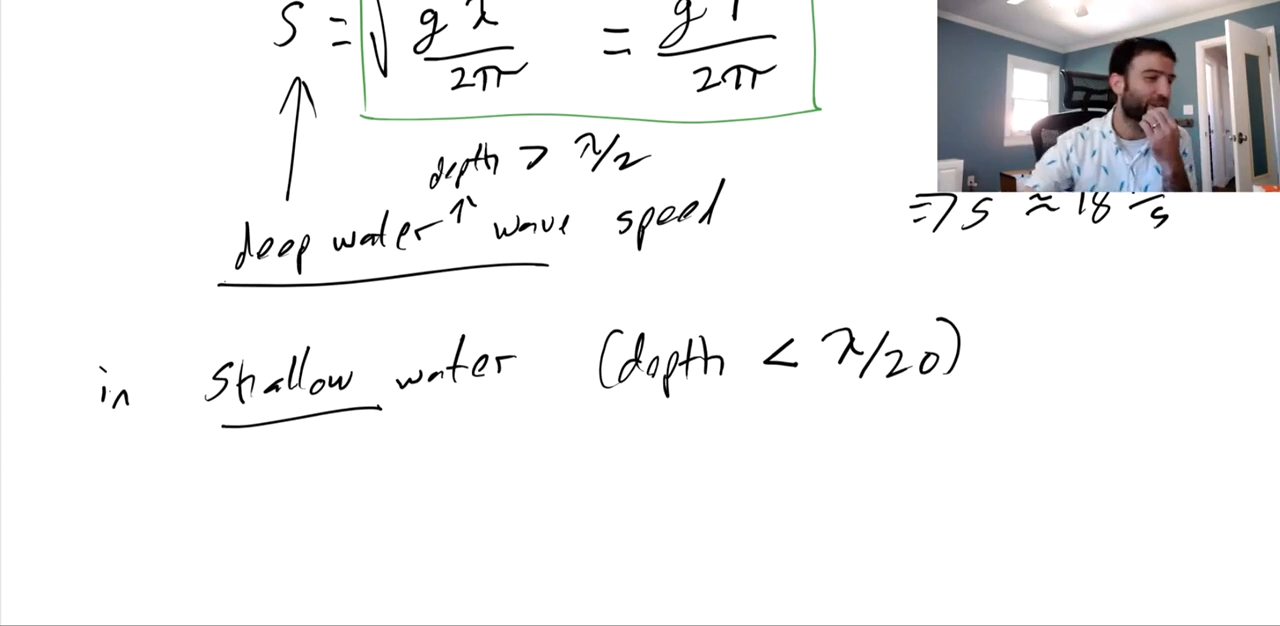 S = √gλ/2π = gT/2π
depth > λ/2
deep water ↑ wave speed
⇒ S ≈ 18 m/s
in shallow water (depth < λ/20)